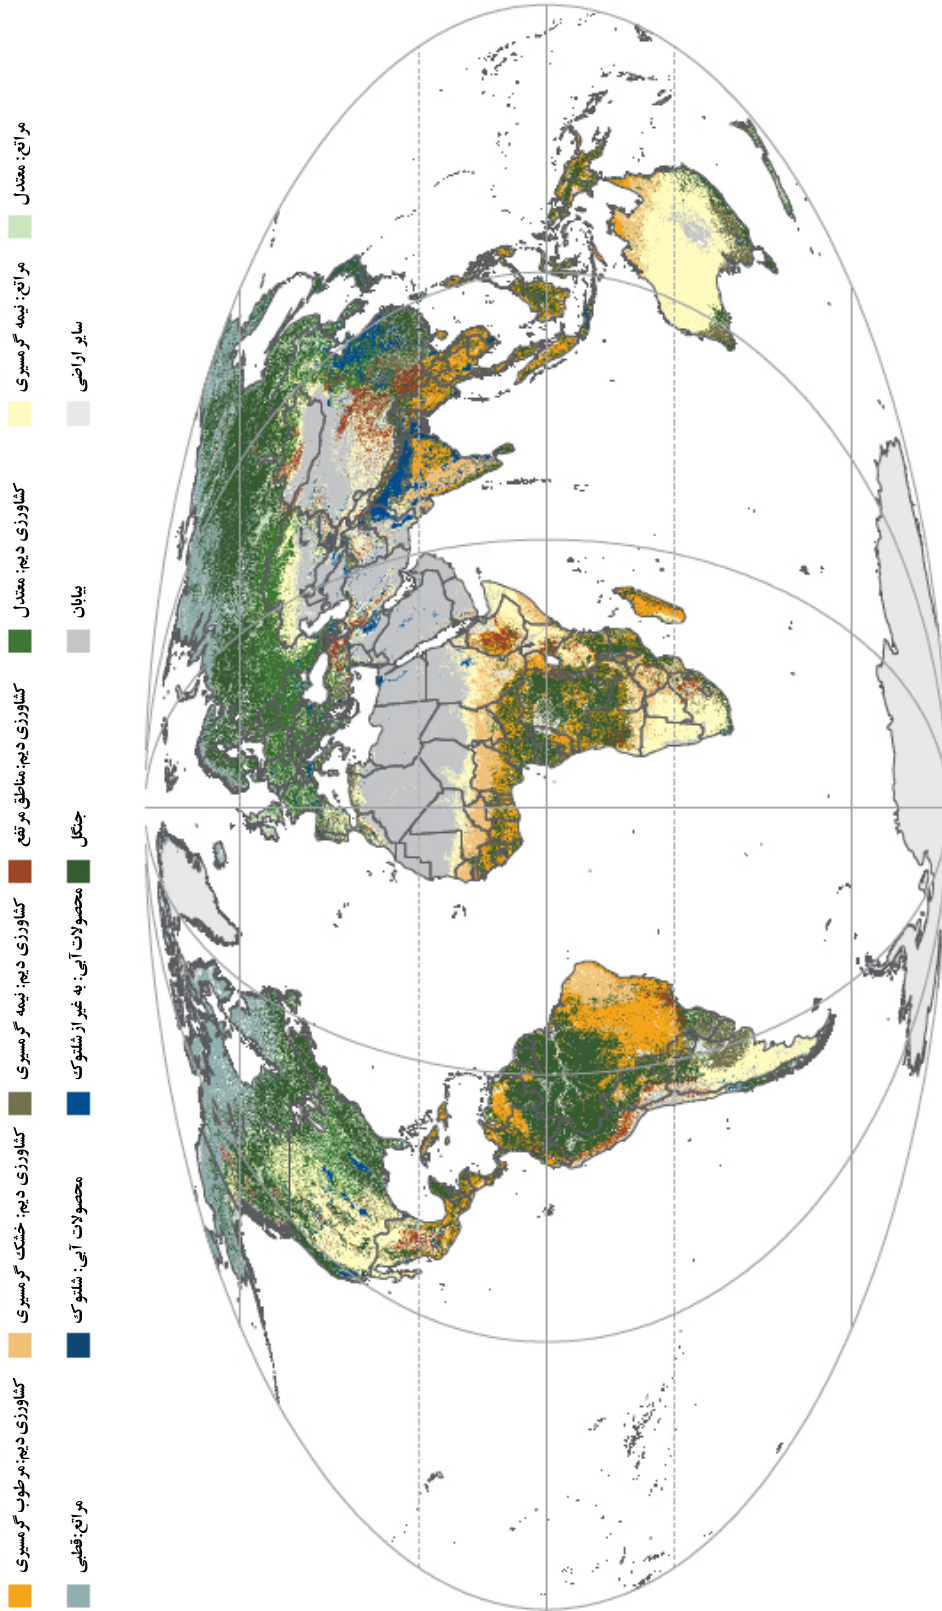 کشاورزی دیم: مرطوب گرمسیری
کشاورزی دیم: خشک گرمسیری
کشاورزی دیم: نیمه گرمسیری
کشاورزی دیم: مناطق مرتفع
کشاورزی دیم: معتدل
مراتع: نیمه گرمسیری
مراتع: معتدل
مراتع: قطبی
محصولات آبی: شلتوک
محصولات آبی: به غیر از شلتوک
جنگل
بیابان
سایر اراضی